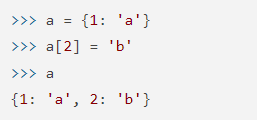 >>> a = {1: 'a'}
>>> a[2] = 'b'
>>> a
{1: 'a', 2: 'b'}